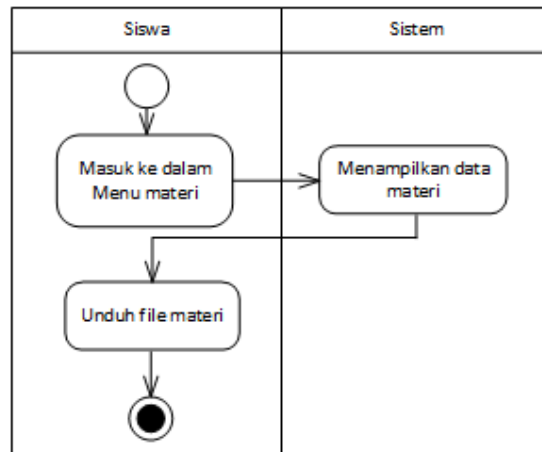 Siswa
Sistem
Masuk ke dalam
Menu materi
Menampilkan data
materi
Unduh file materi